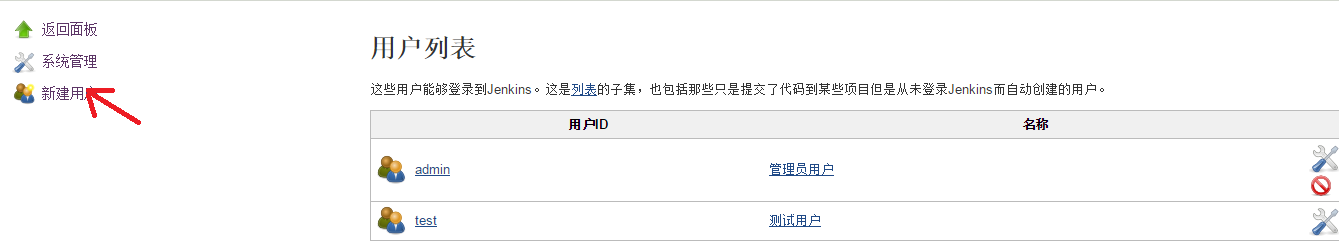 返回面板
系统管理
新建用户
用户列表
这些用户能够登录到Jenkins。这是列表的子集，也包括那些只是提交了代码到某些项目但是从未登录Jenkins而自动创建的用户。
用户ID 名称
admin 管理员用户
test 测试用户